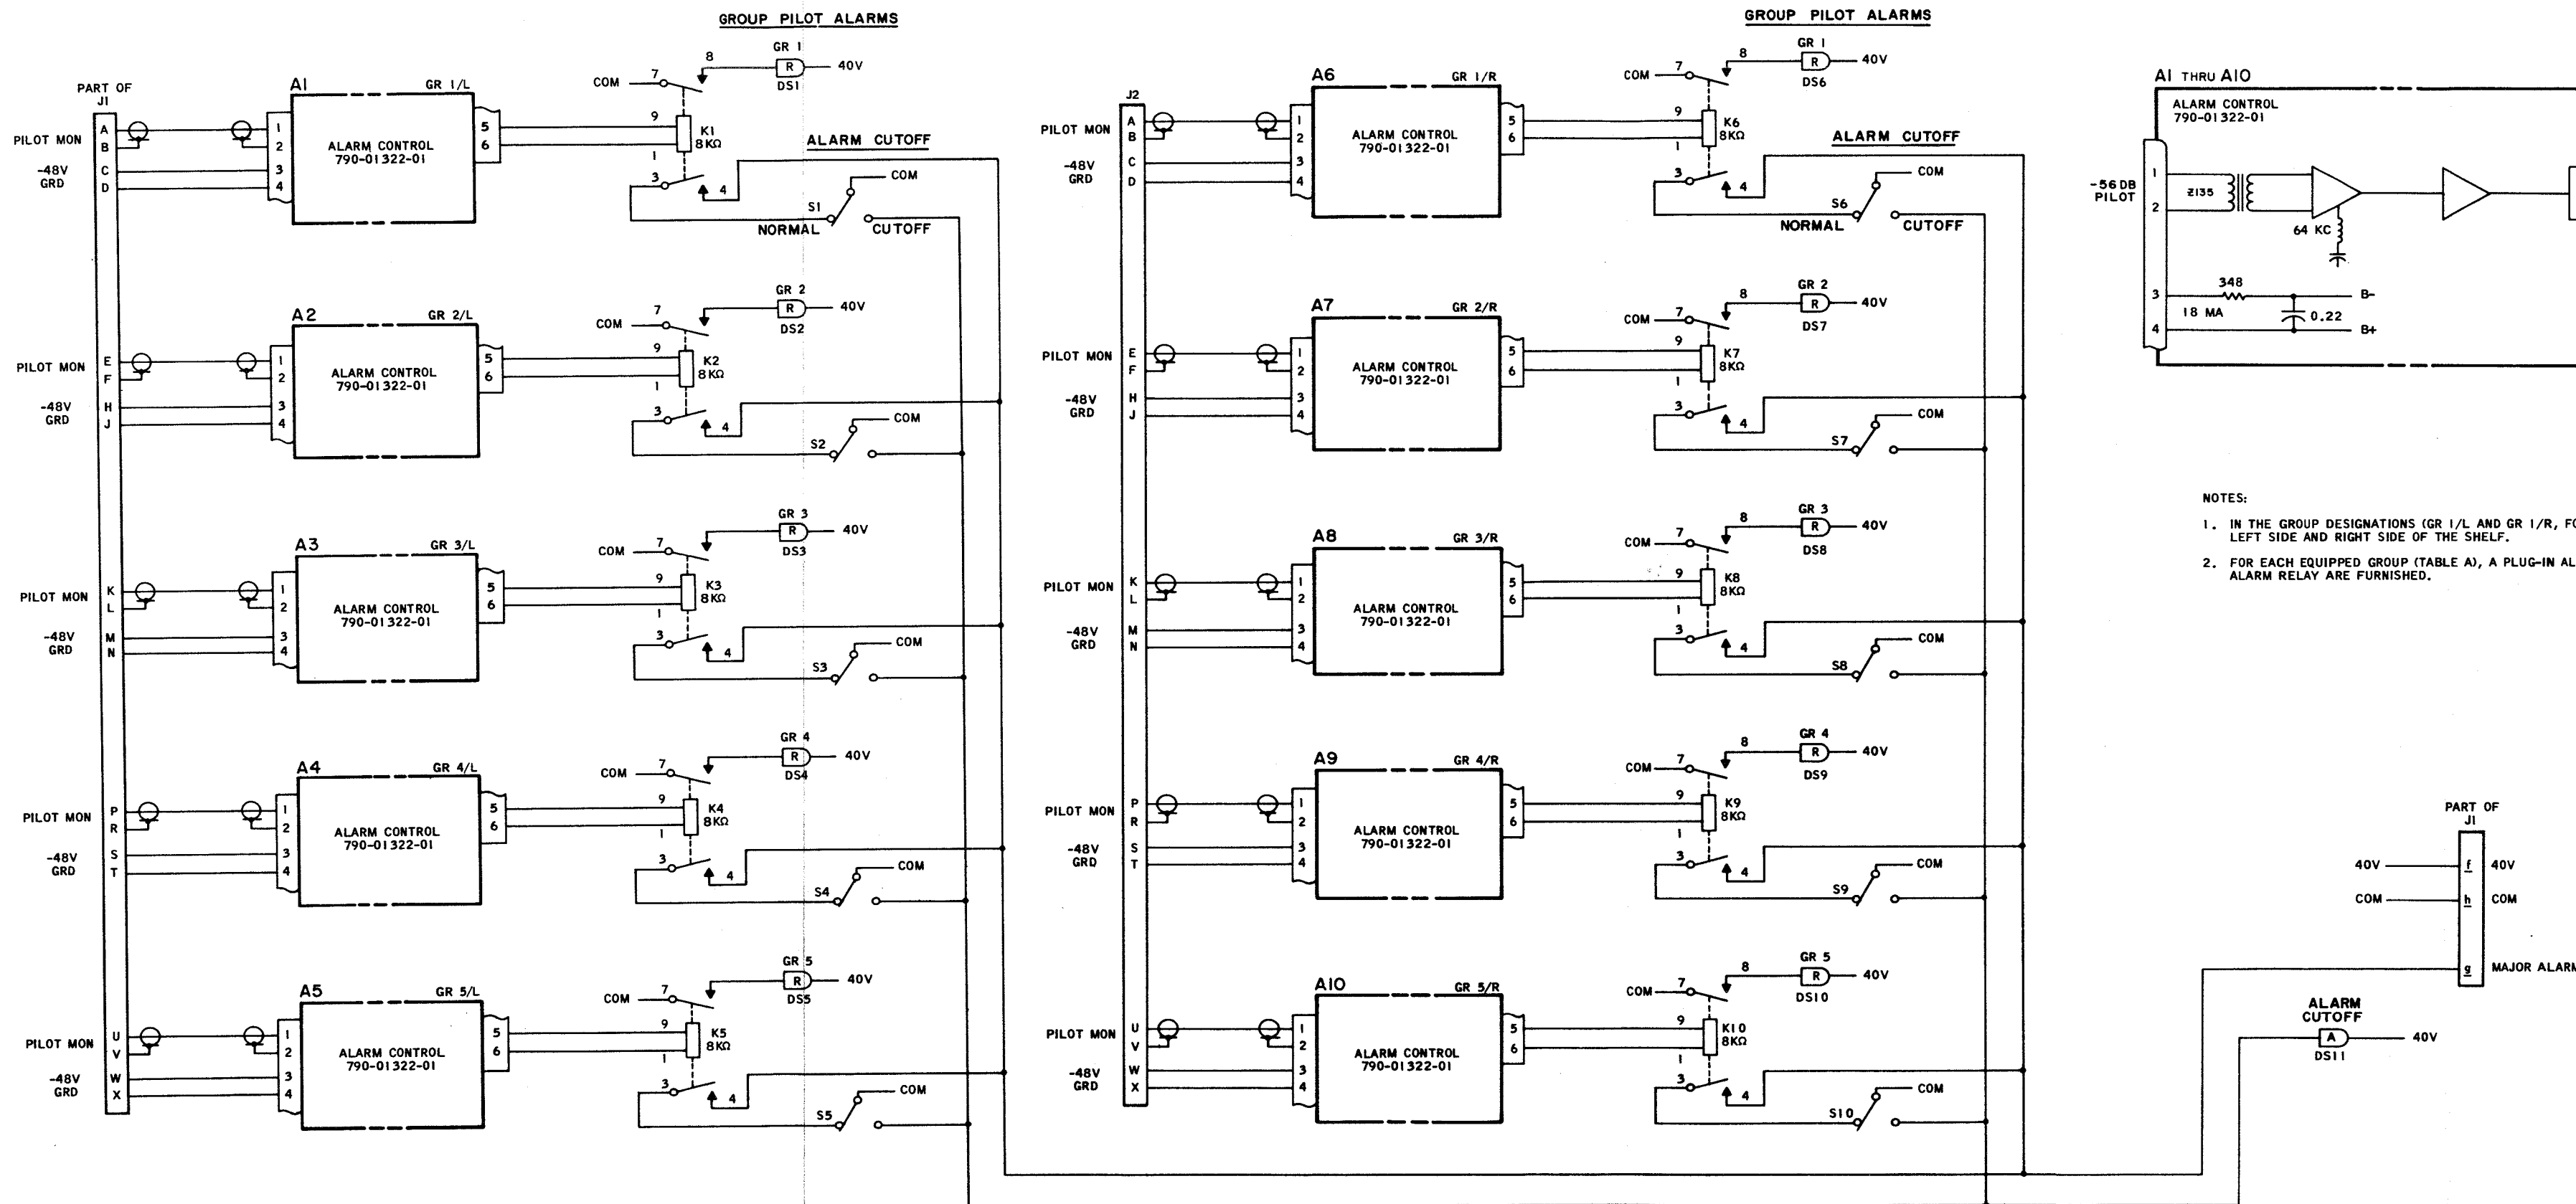 GROUP PILOT ALARMS
PART OF
J1
A1
GR 1/L
ALARM CONTROL
790-01322-01
PILOT MON
A
B
-48V
GRD
C
D
1
2
3
4
5
6
COM
7
8
GR 1
R
DS1
40V
9
K1
8KΩ
1
3
4
ALARM CUTOFF
COM
S1
NORMAL
CUTOFF
A2
GR 2/L
ALARM CONTROL
790-01322-01
PILOT MON
E
F
-48V
GRD
H
J
1
2
3
4
5
6
COM
7
8
GR 2
R
DS2
40V
9
K2
8KΩ
1
3
4
COM
S2
A3
GR 3/L
ALARM CONTROL
790-01322-01
PILOT MON
K
L
-48V
GRD
M
N
1
2
3
4
5
6
COM
7
8
GR 3
R
DS3
40V
9
K3
8KΩ
1
3
4
COM
S3
A4
GR 4/L
ALARM CONTROL
790-01322-01
PILOT MON
P
R
-48V
GRD
S
T
1
2
3
4
5
6
COM
7
8
GR 4
R
DS4
40V
9
K4
8KΩ
1
3
4
COM
S4
A5
GR 5/L
ALARM CONTROL
790-01322-01
PILOT MON
U
V
-48V
GRD
W
X
1
2
3
4
5
6
COM
7
8
GR 5
R
DS5
40V
9
K5
8KΩ
1
3
4
COM
S5
GROUP PILOT ALARMS
J2
A6
GR 1/R
ALARM CONTROL
790-01322-01
PILOT MON
A
B
-48V
GRD
C
D
1
2
3
4
5
6
COM
7
8
GR 1
R
DS6
40V
9
K6
8KΩ
1
3
4
ALARM CUTOFF
COM
S6
NORMAL
CUTOFF
A7
GR 2/R
ALARM CONTROL
790-01322-01
PILOT MON
E
F
-48V
GRD
H
J
1
2
3
4
5
6
COM
7
8
GR 2
R
DS7
40V
9
K7
8KΩ
1
3
4
COM
S7
A8
GR 3/R
ALARM CONTROL
790-01322-01
PILOT MON
K
L
-48V
GRD
M
N
1
2
3
4
5
6
COM
7
8
GR 3
R
DS8
40V
9
K8
8KΩ
1
3
4
COM
S8
A9
GR 4/R
ALARM CONTROL
790-01322-01
PILOT MON
P
R
-48V
GRD
S
T
1
2
3
4
5
6
COM
7
8
GR 4
R
DS9
40V
9
K9
8KΩ
1
3
4
COM
S9
A10
GR 5/R
ALARM CONTROL
790-01322-01
PILOT MON
U
V
-48V
GRD
W
X
1
2
3
4
5
6
COM
7
8
GR 5
R
DS10
40V
9
K10
8KΩ
1
3
4
COM
S10
A1 THRU A10
ALARM CONTROL
790-01322-01
-56 DB
PILOT
1
2
3
4
Z135
64 KC
348
18 MA
0.22
B-
B+
NOTES:
1. IN THE GROUP DESIGNATIONS (GR 1/L AND GR 1/R,
LEFT SIDE AND RIGHT SIDE OF THE SHELF.
2. FOR EACH EQUIPPED GROUP (TABLE A), A PLUG-IN
ALARM RELAY ARE FURNISHED.
PART OF
J1
40V f 40V
COM h COM
g MAJOR ALARM
ALARM
CUTOFF
A
40V
DS11